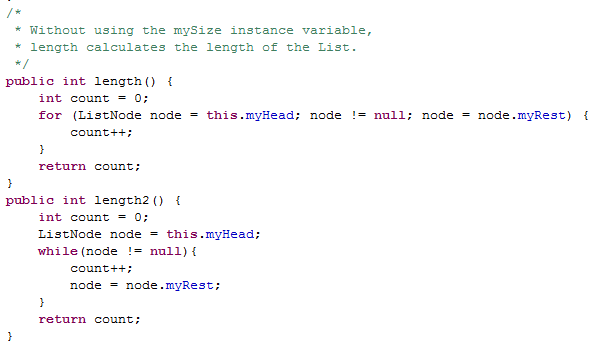 /*
 * Without using the mySize instance variable,
 * length calculates the length of the List.
 */
public int length() {
    int count = 0;
    for (ListNode node = this.myHead; node != null; node = node.myRest) {
        count++;
    }
    return count;
}
public int length2() {
    int count = 0;
    ListNode node = this.myHead;
    while(node != null){
        count++;
        node = node.myRest;
    }
    return count;
}